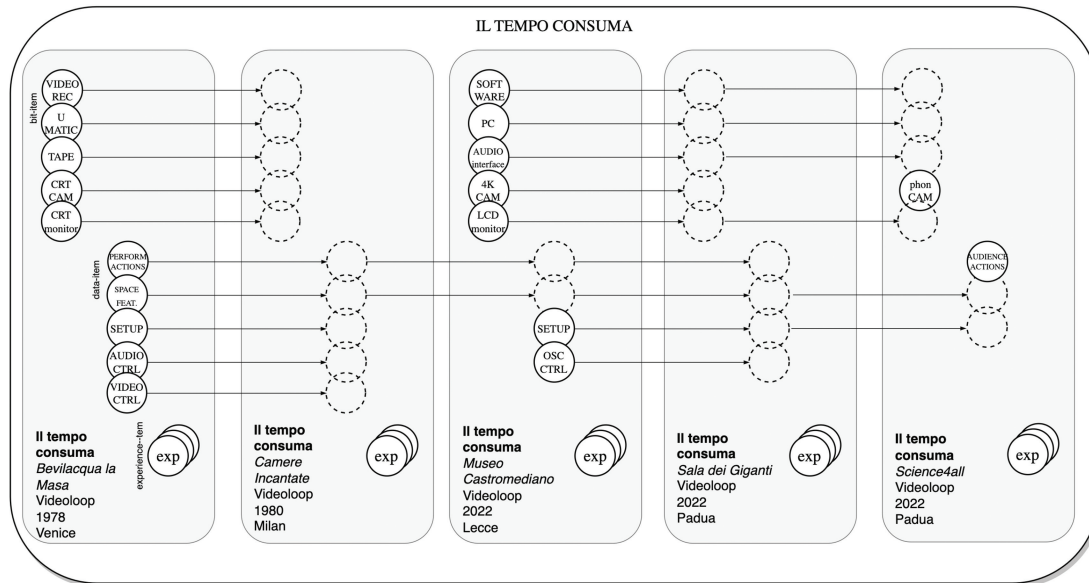 IL TEMPO CONSUMA
bit-item
VIDEO
REC
U
MATIC
TAPE
CRT
CAM
CRT
monitor
data-item
PERFORM
ACTIONS
SPACE
FEAT.
SETUP
AUDIO
CTRL
VIDEO
CTRL
experience--tem
exp
Il tempo
consuma
Bevilacqua la
Masa
Videoloop
1978
Venice
exp
Il tempo
consuma
Camere
Incantate
Videoloop
1980
Milan
SOFT
WARE
PC
AUDIO
interface
4K
CAM
LCD
monitor
SETUP
OSC
CTRL
exp
Il tempo
consuma
Museo
Castromediano
Videoloop
2022
Lecce
exp
Il tempo
consuma
Sala dei Giganti
Videoloop
2022
Padua
phon
CAM
AUDIENCE
ACTIONS
exp
Il tempo
consuma
Science4all
Videoloop
2022
Padua